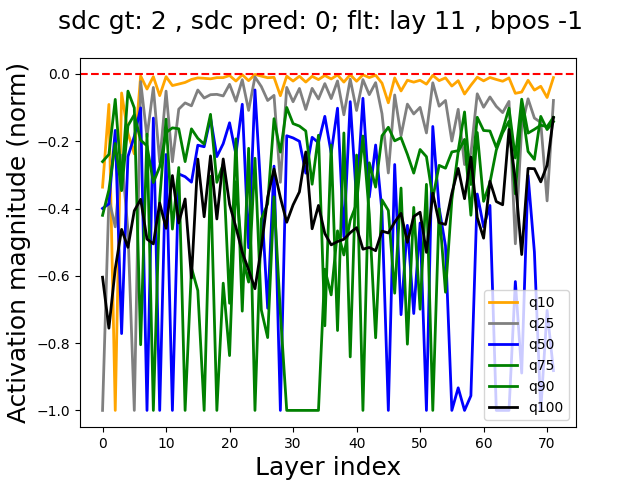 sdc gt: 2 , sdc pred: 0; flt: lay 11 , bpos -1
Activation magnitude (norm)
0.0
−0.2
−0.4
−0.6
−0.8
−1.0
q10
q25
q50
q75
q90
q100
0 10 20 30 40 50 60 70
Layer index